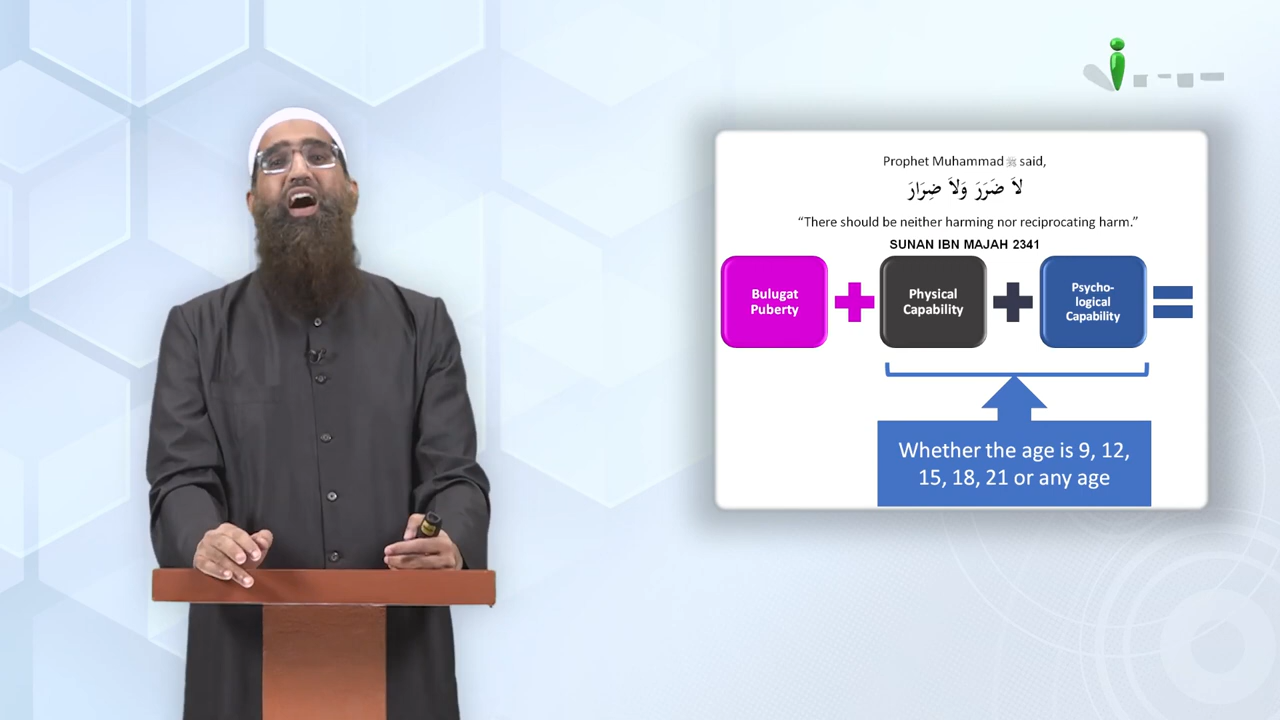 Prophet Muhammad ﷺ said,
لاَ ضَرَرَ وَلاَ ضِرَارَ
“There should be neither harming nor reciprocating harm.”
SUNAN IBN MAJAH 2341
Bulugat
Puberty
Physical
Capability
Psycho-
logical
Capability
Whether the age is 9, 12,
15, 18, 21 or any age